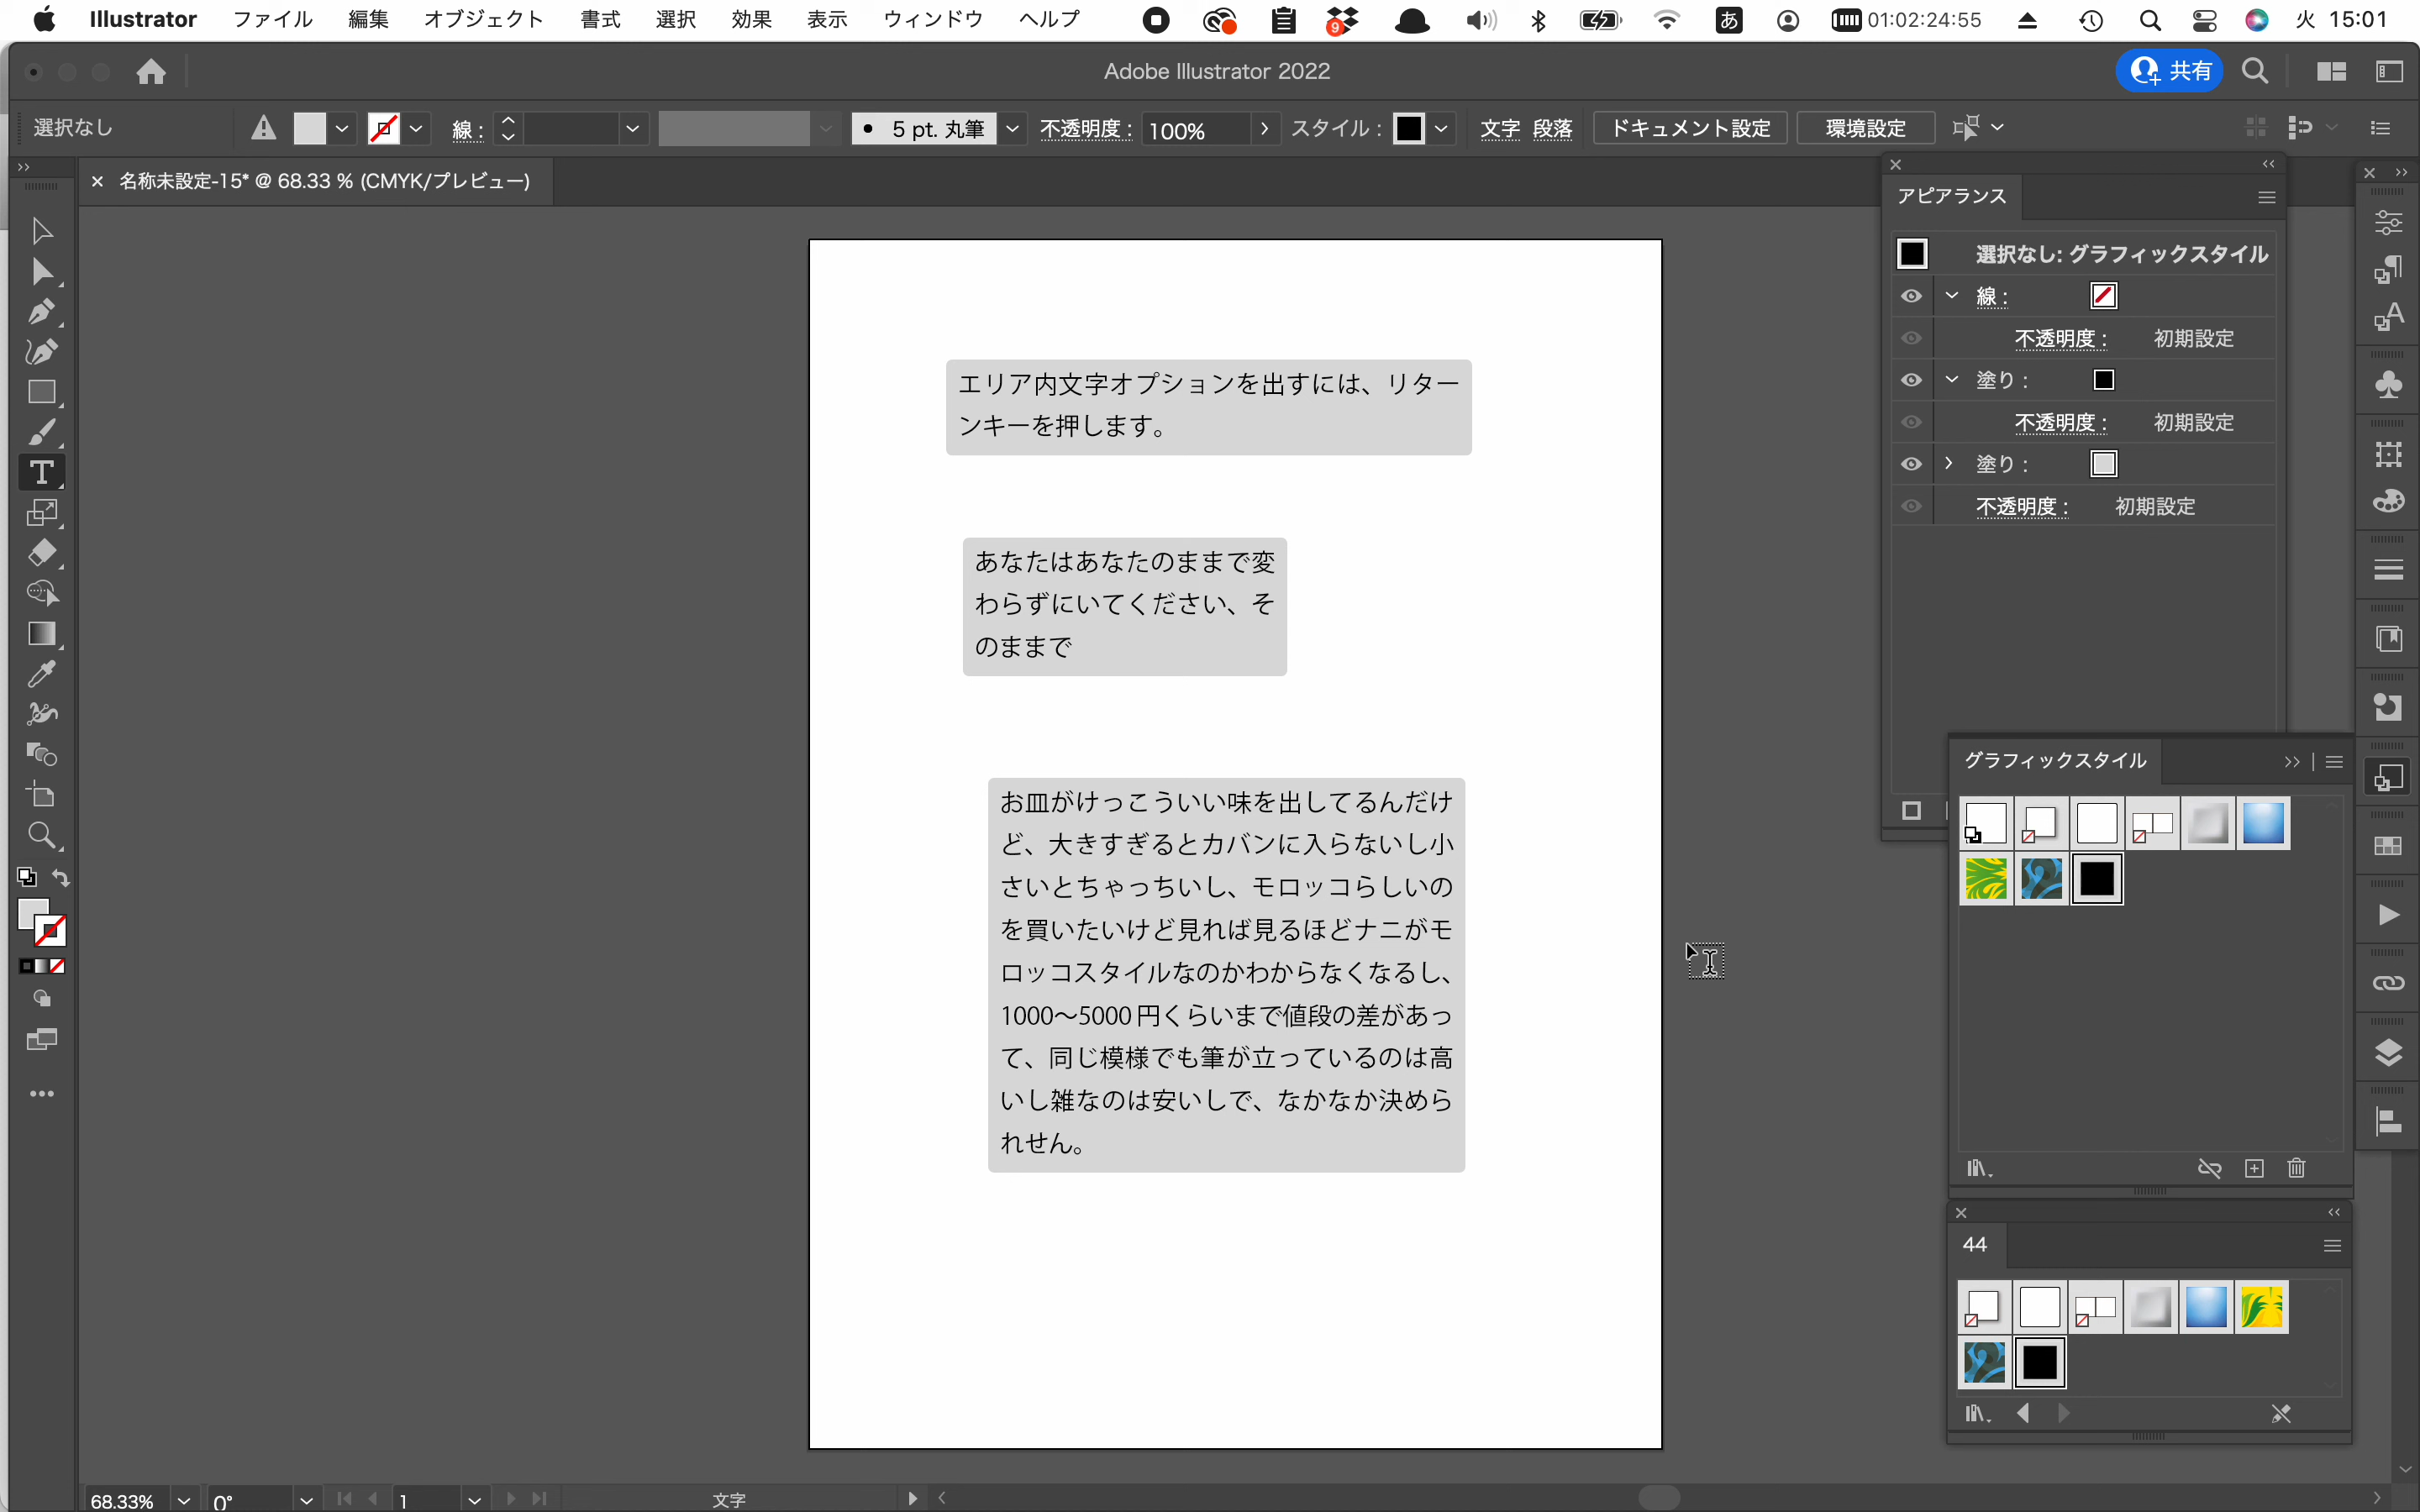 Illustrator ファイル 編集 オブジェクト 書式 選択 効果 表示 ウィンドウ ヘルプ 9 あ 01:02:24:55 火 15:01
Adobe Illustrator 2022 共有
選択なし 線： 5 pt. 丸筆 不透明度： 100% スタイル： 文字 段落 ドキュメント設定 環境設定
名称未設定-15* @ 68.33 % (CMYK/プレビュー)
エリア内文字オプションを出すには、リター
ンキーを押します。
あなたはあなたのままで変
わらずにいてください、そ
のままで
お皿がけっこういい味を出してるんだけ
ど、大きすぎるとカバンに入らないし小
さいとちゃっちいし、モロッコらしいの
を買いたいけど見れば見るほどナニがモ
ロッコスタイルなのかわからなくなるし、
1000〜5000 円くらいまで値段の差があっ
て、同じ模様でも筆が立っているのは高
いし雑なのは安いしで、なかなか決めら
れせん。
アピアランス
選択なし: グラフィックスタイル
線：
不透明度： 初期設定
塗り：
不透明度： 初期設定
塗り：
不透明度： 初期設定
グラフィックスタイル
44
68.33% 0° 1 文字